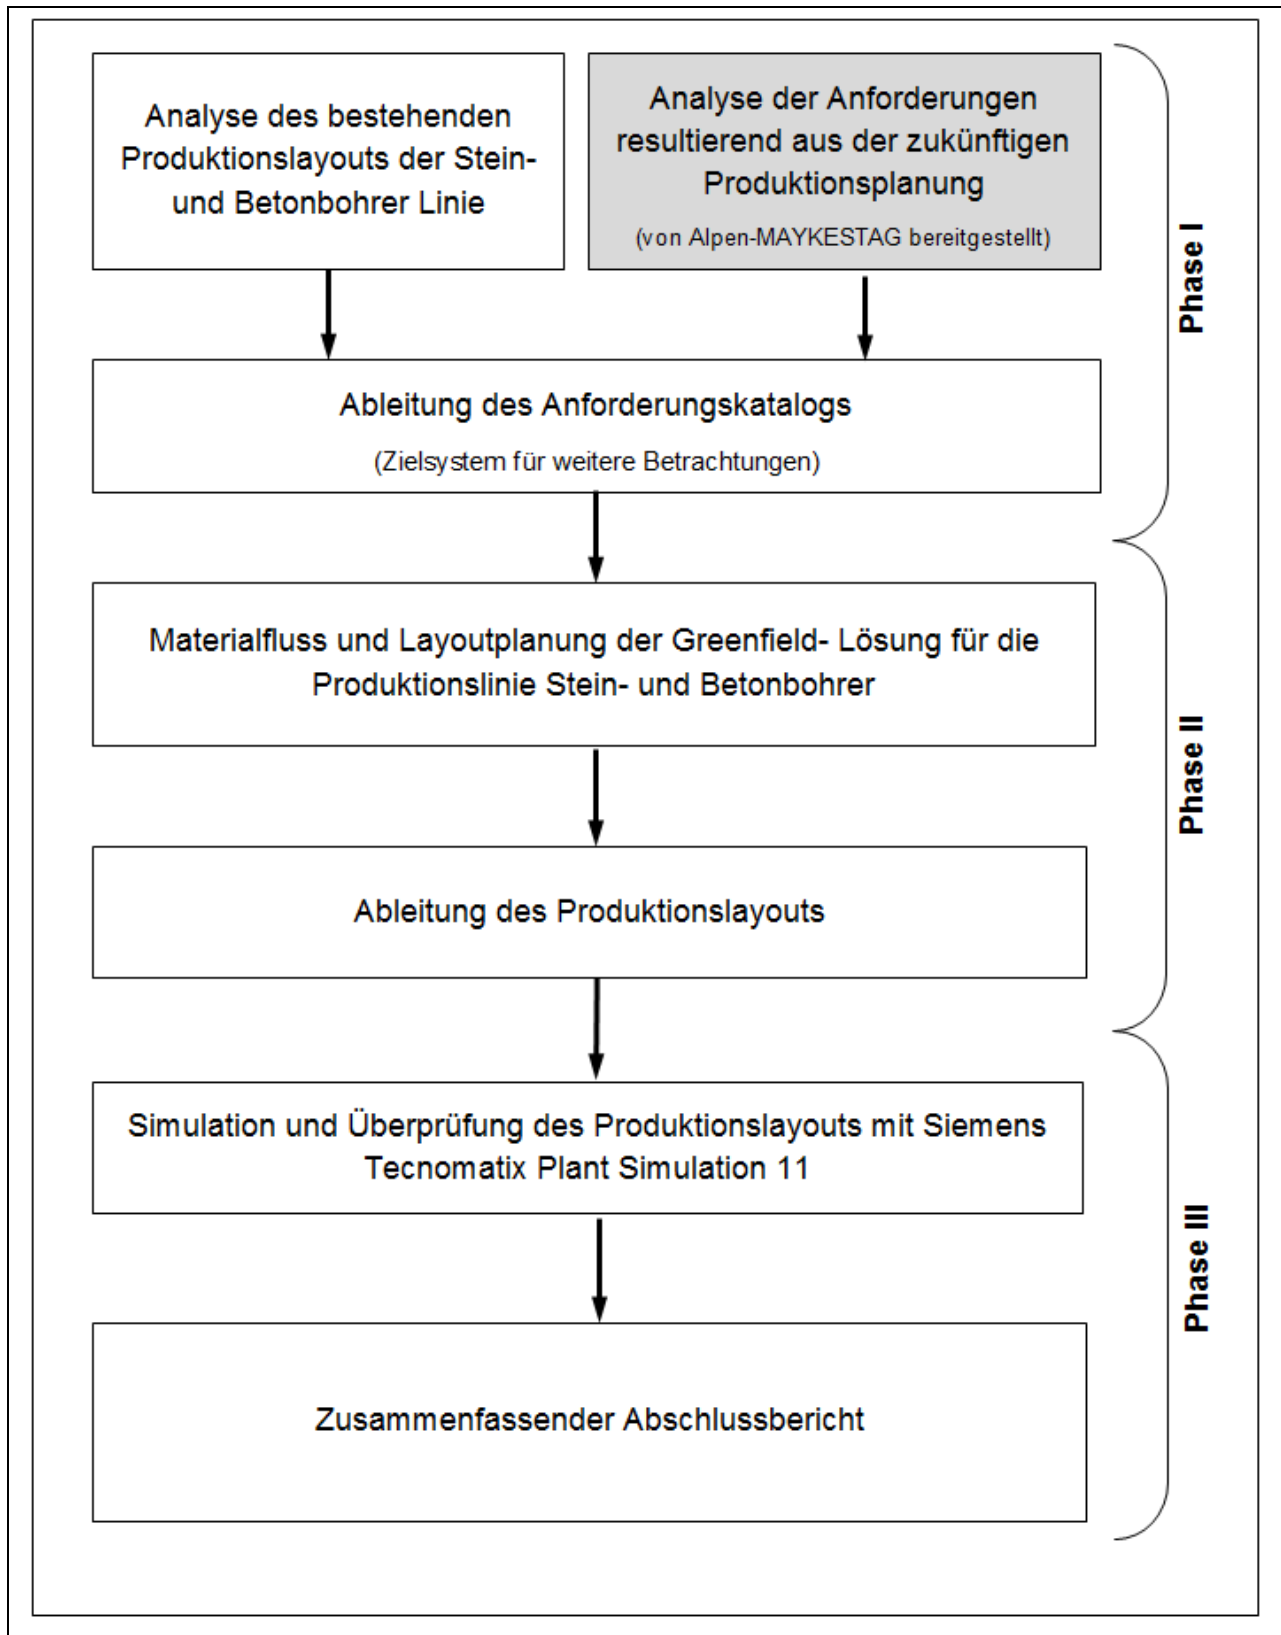 Analyse des bestehenden
Produktionslayouts der Stein-
und Betonbohrer Linie
Analyse der Anforderungen
resultierend aus der zukünftigen
Produktionsplanung
(von Alpen-MAYKESTAG bereitgestellt)
Phase I
Ableitung des Anforderungskatalogs
(Zielsystem für weitere Betrachtungen)
Materialfluss und Layoutplanung der Greenfield- Lösung für die
Produktionslinie Stein- und Betonbohrer
Phase II
Ableitung des Produktionslayouts
Simulation und Überprüfung des Produktionslayouts mit Siemens
Tecnomatix Plant Simulation 11
Phase III
Zusammenfassender Abschlussbericht